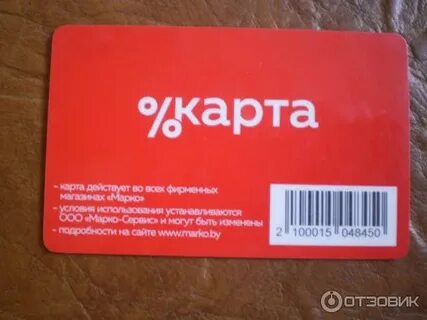 %карта
- карта действует во всех фирменных
магазинах «Марко»
- условия использования устанавливаются
ООО «Марко-Сервис» и могут быть изменены
- подробности на сайте www.marko.by
2 100015 048450
ОТЗОВИК